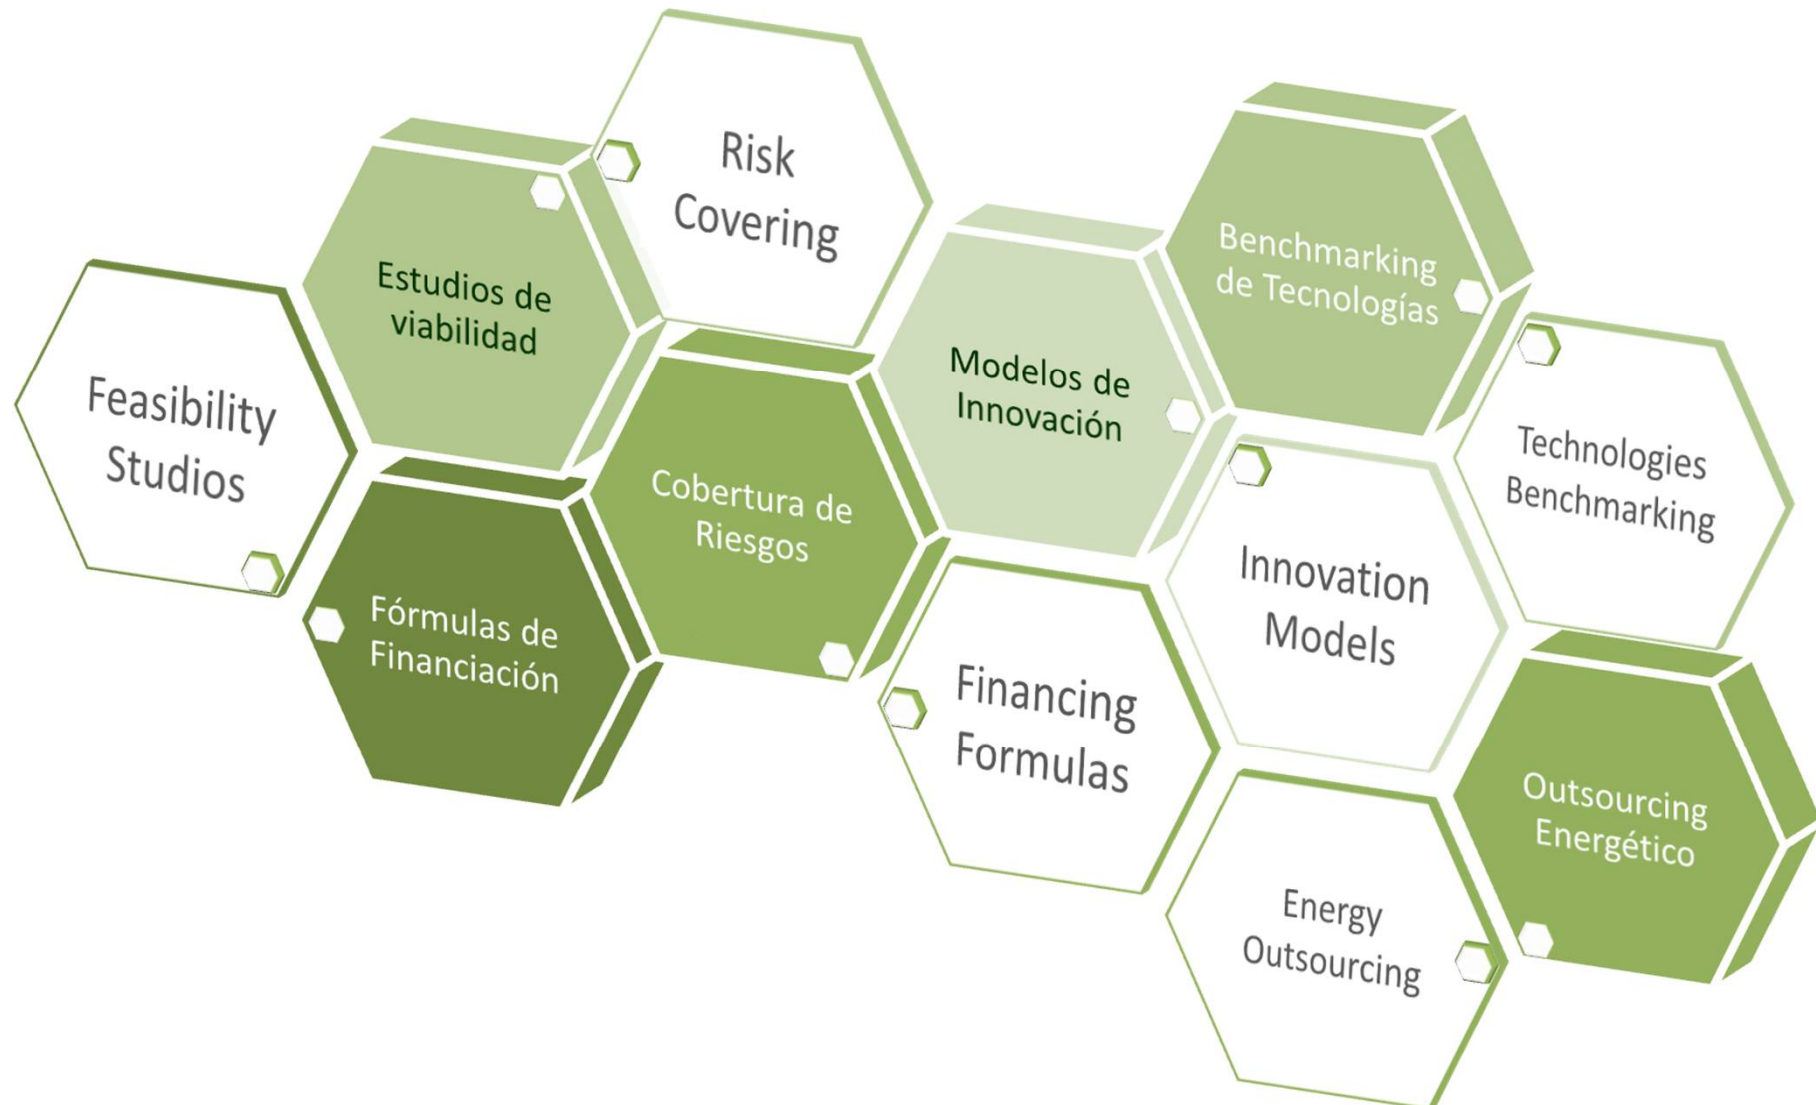 Risk
Covering
Benchmarking
de Tecnologías
Estudios de
viabilidad
Modelos de
Innovación
Feasibility
Studios
Technologies
Benchmarking
Cobertura de
Riesgos
Innovation
Models
Fórmulas de
Financiación
Financing
Formulas
Outsourcing
Energético
Energy
Outsourcing